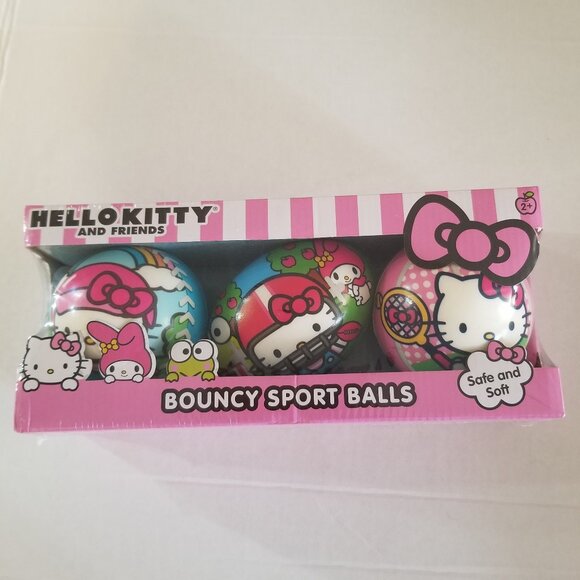 HELLO KITTY®
AND FRIENDS
2+
Safe and
Soft
BOUNCY SPORT BALLS